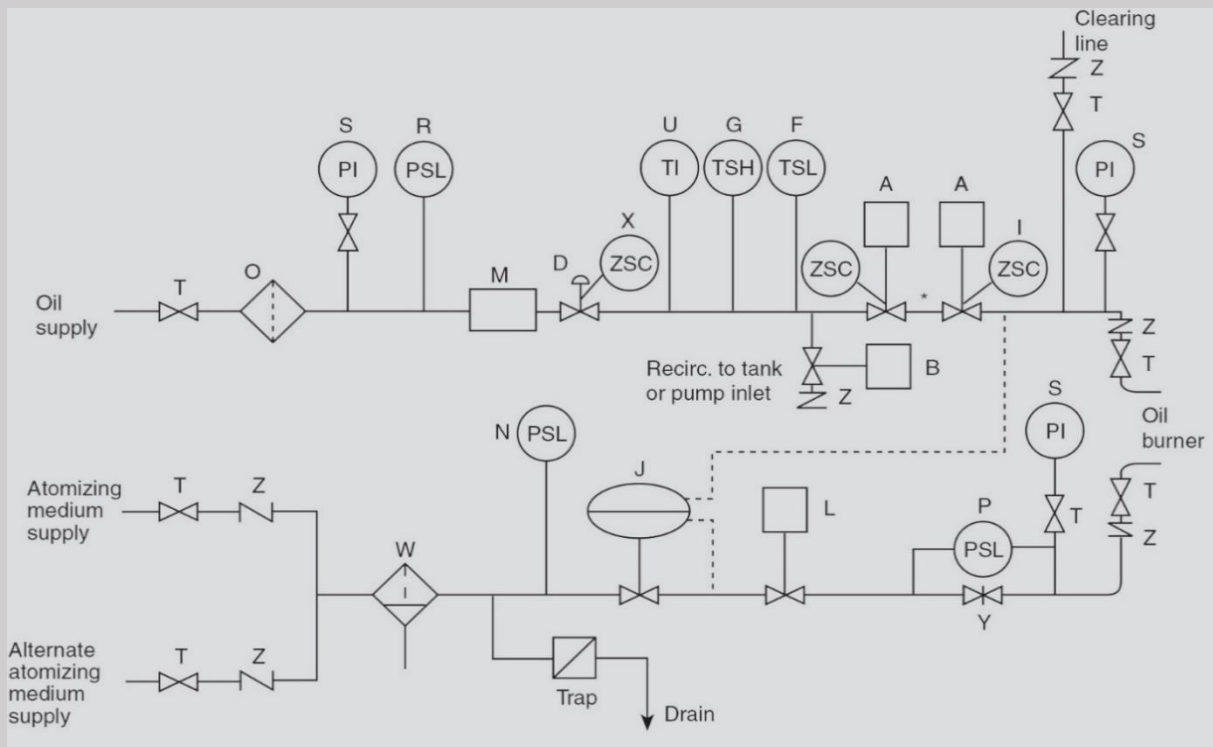 Clearing
line
Z
T
S R U G F S
PI PSL TI TSH TSL A A PI
X I
D ZSC ZSC ZSC
O M
T *
Oil
supply
Z
T
Recirc. to tank
or pump inlet
B
Z
S
Oil
burner
N PSL PI
J
T Z L T
Atomizing
medium
supply
P T
W PSL Z
Y
T Z
Alternate
atomizing
medium
supply
Trap
Drain